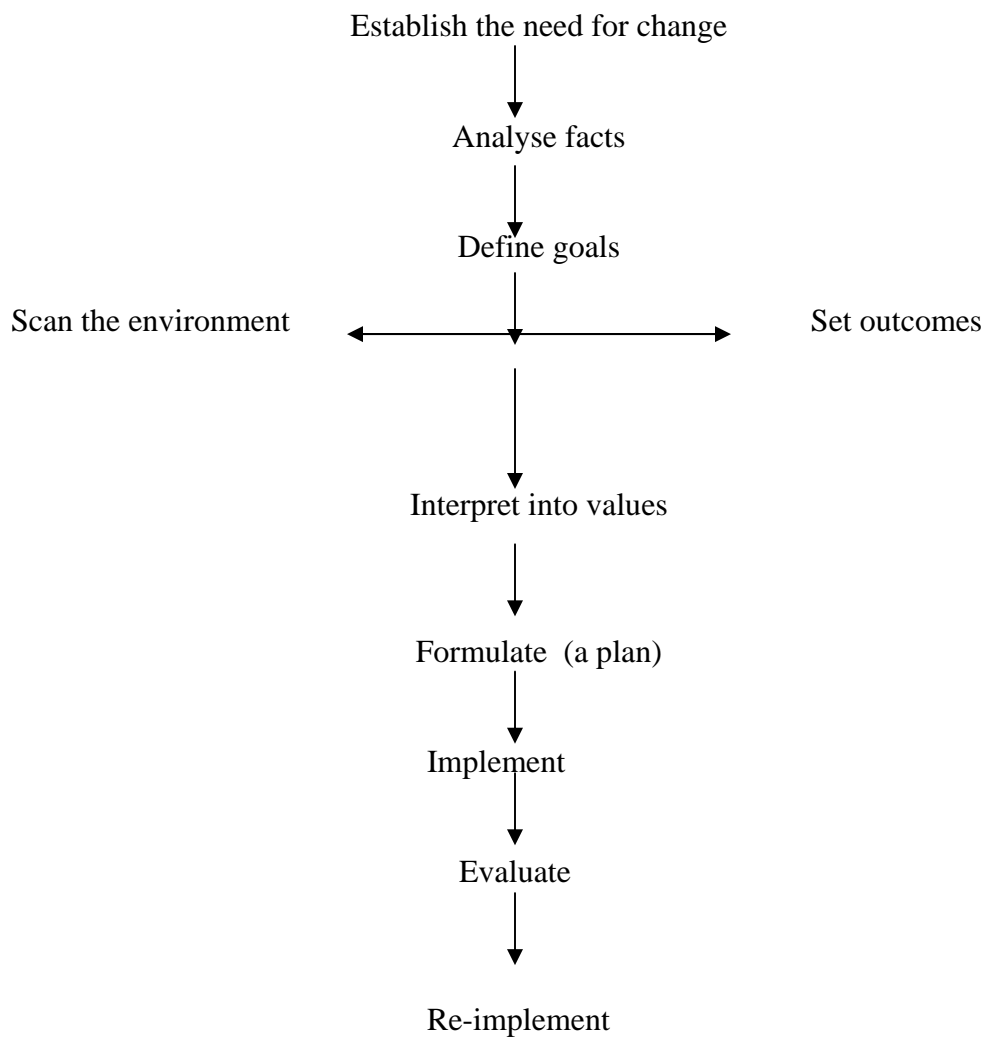 Establish the need for change
Analyse facts
Define goals
Scan the environment
Set outcomes
Interpret into values
Formulate (a plan)
Implement
Evaluate
Re-implement